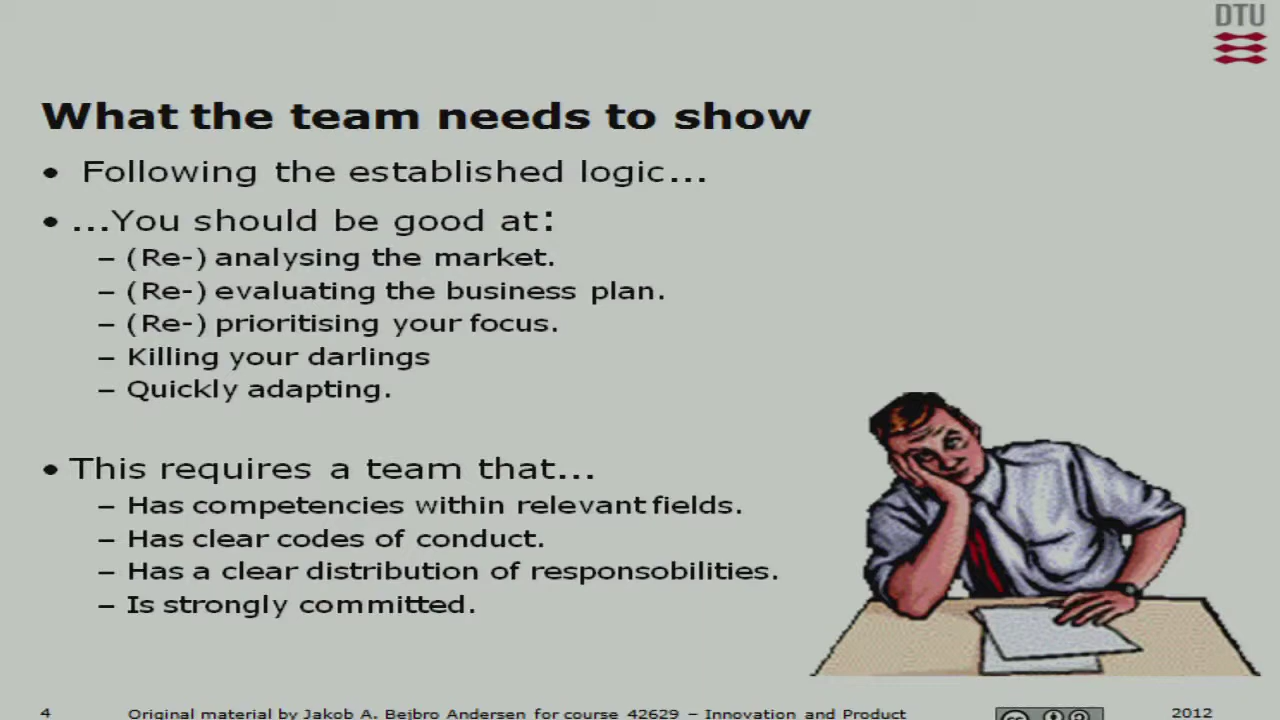 DTU
What the team needs to show
• Following the established logic...
• ...You should be good at:
– (Re-) analysing the market.
– (Re-) evaluating the business plan.
– (Re-) prioritising your focus.
– Killing your darlings
– Quickly adapting.
• This requires a team that...
– Has competencies within relevant fields.
– Has clear codes of conduct.
– Has a clear distribution of responsobilities.
– Is strongly committed.
4 Original material by Jakob A. Bejbro Andersen for course 42629 – Innovation and Product cc 2012